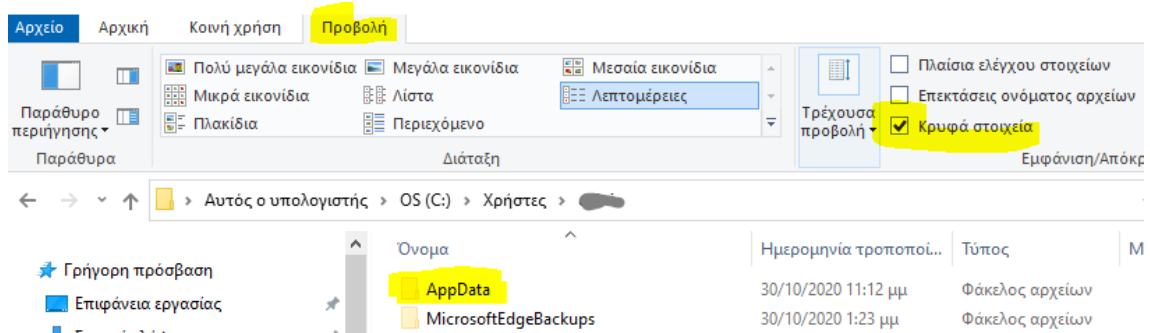 Αρχείο Αρχική Κοινή χρήση Προβολή
Πολύ μεγάλα εικονίδια Μεγάλα εικονίδια Μεσαία εικονίδια
Μικρά εικονίδια Λίστα Λεπτομέρειες
Πλακίδια Περιεχόμενο
Παράθυρο
περιήγησης
Τρέχουσα
προβολή
Πλαίσια ελέγχου στοιχείων
Επεκτάσεις ονόματος αρχείων
Κρυφά στοιχεία
Παράθυρα Διάταξη Εμφάνιση/Απόκρ
Αυτός ο υπολογιστής > OS (C:) > Χρήστες >
Όνομα Ημερομηνία τροποποί... Τύπος Μ
Γρήγορη πρόσβαση
Επιφάνεια εργασίας
AppData 30/10/2020 11:12 μμ Φάκελος αρχείων
MicrosoftEdgeBackups 30/10/2020 1:23 μμ Φάκελος αρχείων